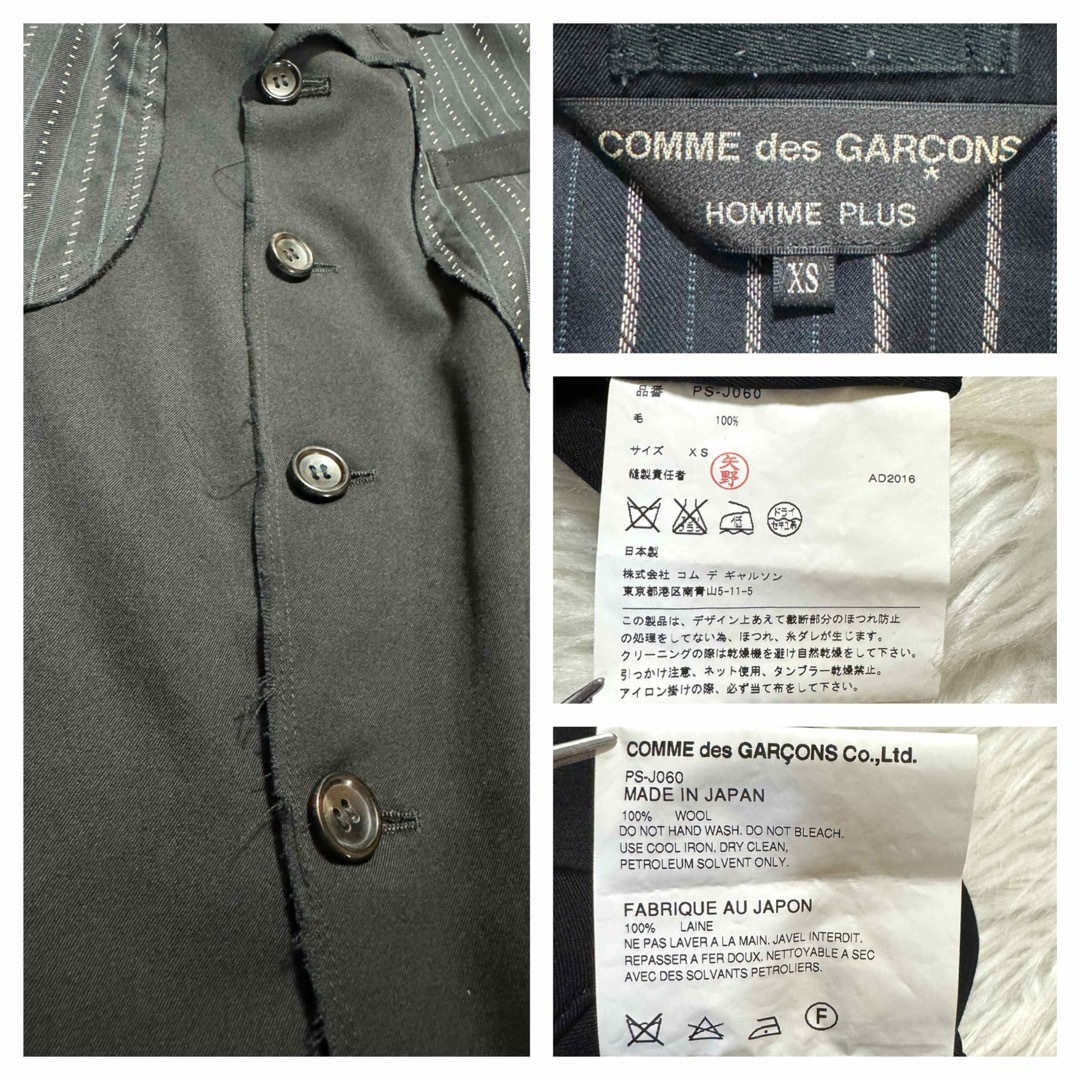 COMME des GARÇONS
*
HOMME PLUS
XS
品番 PS-J060
毛 100%
サイズ XS
縫製責任者 矢野 AD2016
低 ドライ セキユ系
日本製
株式会社 コム デ ギャルソン
東京都港区南青山5-11-5
この製品は、デザイン上あえて裁断部分のほつれ防止
の処理をしてない為、ほつれ、糸ダレが生じます。
クリーニングの際は乾燥機を避け自然乾燥をして下さい。
引っかけ注意、ネット使用、タンブラー乾燥禁止。
アイロン掛けの際、必ず当て布をして下さい。
COMME des GARÇONS Co.,Ltd.
PS-J060
MADE IN JAPAN
100% WOOL
DO NOT HAND WASH. DO NOT BLEACH.
USE COOL IRON. DRY CLEAN,
PETROLEUM SOLVENT ONLY.
FABRIQUE AU JAPON
100% LAINE
NE PAS LAVER A LA MAIN. JAVEL INTERDIT.
REPASSER A FER DOUX. NETTOYABLE A SEC
AVEC DES SOLVANTS PETROLIERS.
F